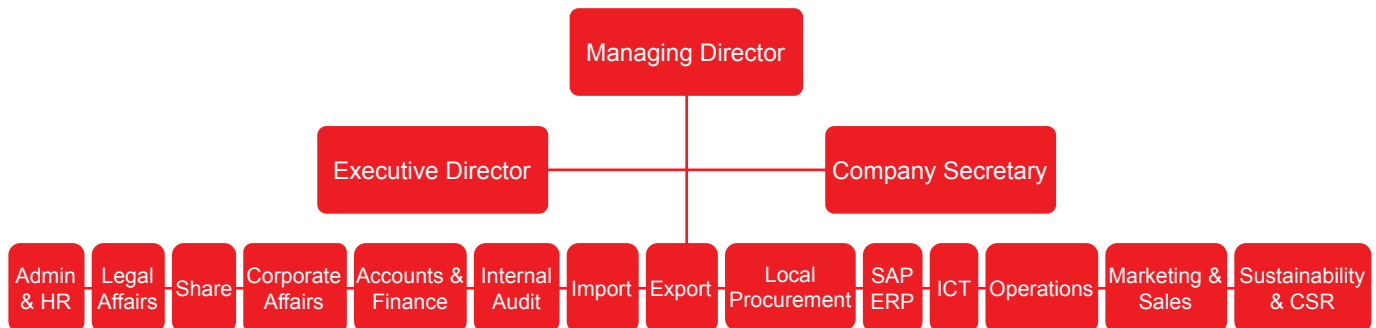 Managing Director
Executive Director
Company Secretary
Admin
& HR
Legal
Affairs
Share
Corporate
Affairs
Accounts &
Finance
Internal
Audit
Import
Export
Local
Procurement
SAP
ERP
ICT
Operations
Marketing &
Sales
Sustainability
& CSR